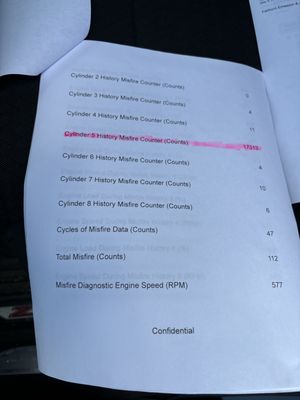 Cylinder 2 History Misfire Counter (Counts) 0
Cylinder 3 History Misfire Counter (Counts) 4
Cylinder 4 History Misfire Counter (Counts) 11
Cylinder 5 History Misfire Counter (Counts)
Cylinder 6 History Misfire Counter (Counts) 4
Cylinder 7 History Misfire Counter (Counts) 10
Cylinder 8 History Misfire Counter (Counts) 6
Cycles of Misfire Data (Counts) 47
Total Misfire (Counts) 112
Misfire Diagnostic Engine Speed (RPM) 577
Confidential